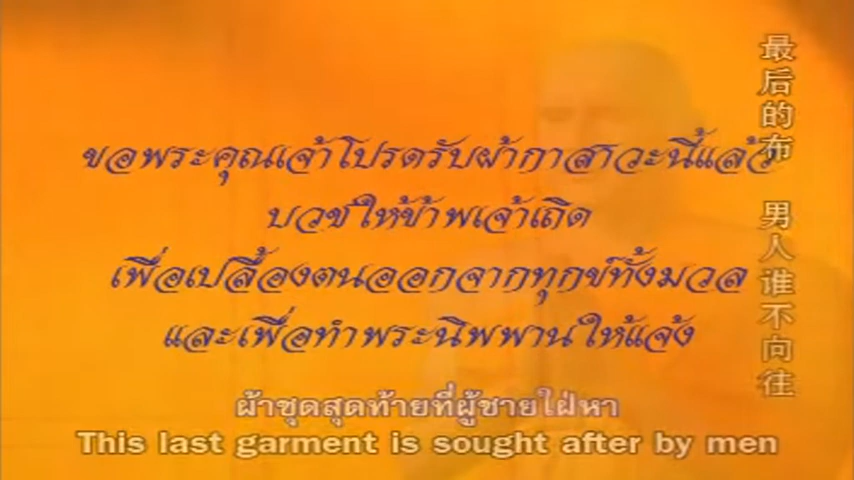 ขอพระคุณเจ้าโปรดรับผ้ากาสาวะนี้แล้ว
บวชให้ข้าพเจ้าเถิด
เพื่อเปลื้องตนออกจากทุกข์ทั้งมวล
และเพื่อทำพระนิพพานให้แจ้ง
ผ้าชุดสุดท้ายที่ผู้ชายใฝ่หา
This last garment is sought after by men
最后的布 男人谁不向往